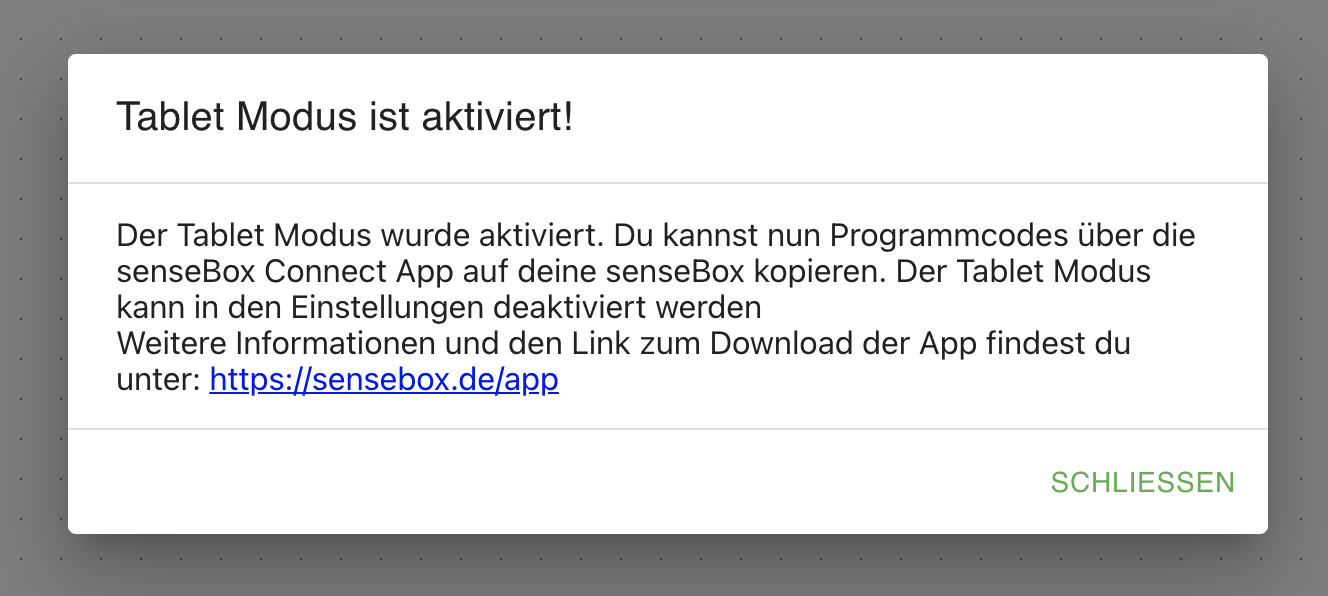 Tablet Modus ist aktiviert!
Der Tablet Modus wurde aktiviert. Du kannst nun Programmcodes über die
senseBox Connect App auf deine senseBox kopieren. Der Tablet Modus
kann in den Einstellungen deaktiviert werden
Weitere Informationen und den Link zum Download der App findest du
unter: https://sensebox.de/app
SCHLIESSEN